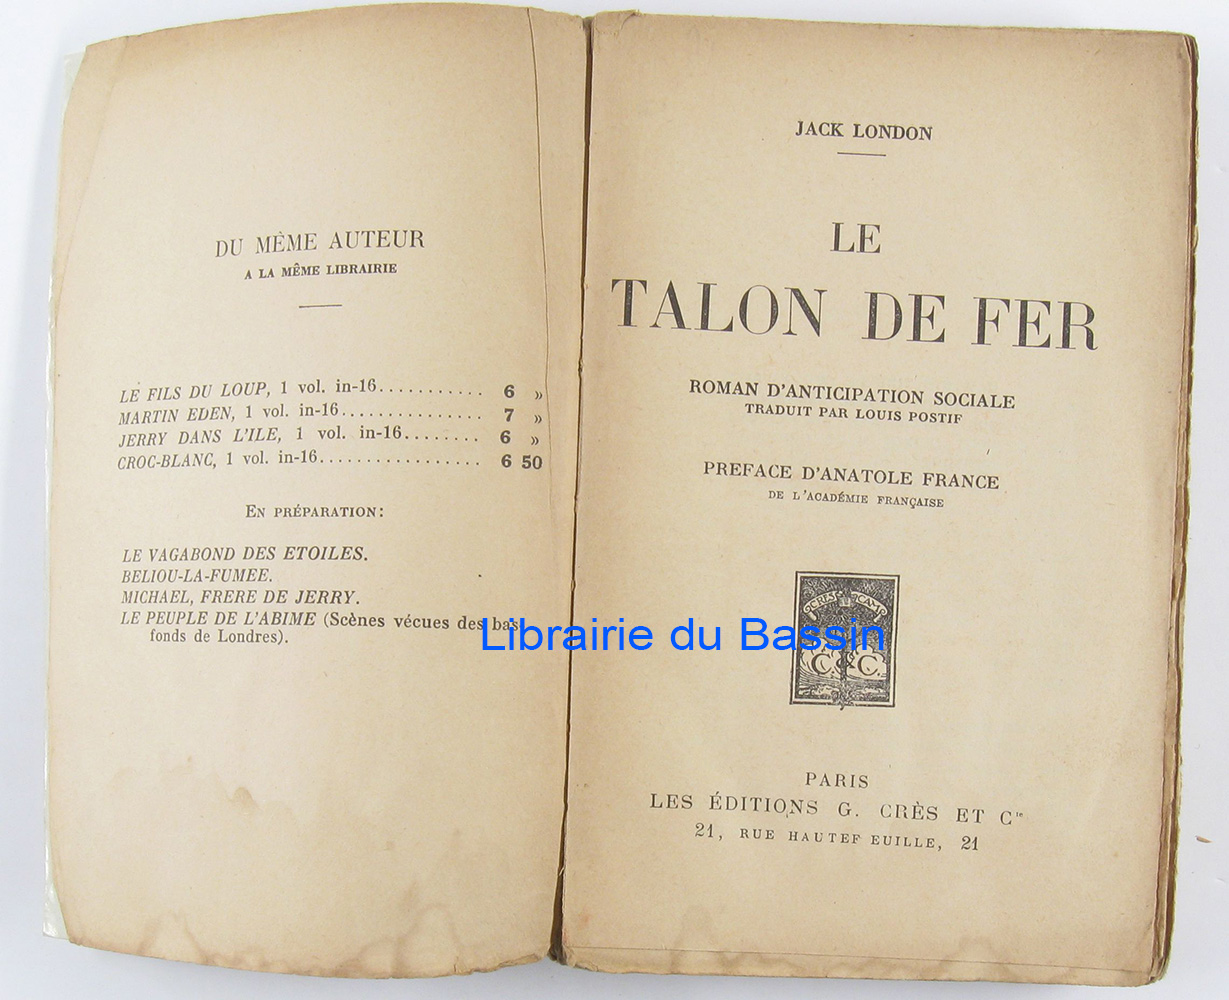 DU MÊME AUTEUR
A LA MÊME LIBRAIRIE
LE FILS DU LOUP, 1 vol. in-16........... 6 »
MARTIN EDEN, 1 vol. in-16............... 7 »
JERRY DANS L'ILE, 1 vol. in-16........ 6 »
CROC-BLANC, 1 vol. in-16................. 6 50
EN PRÉPARATION:
LE VAGABOND DES ETOILES.
BELIOU-LA-FUMEE.
MICHAEL, FRERE DE JERRY.
LE PEUPLE DE L'ABIME (Scènes vécues des bas-
fonds de Londres).
JACK LONDON
LE
TALON DE FER
ROMAN D'ANTICIPATION SOCIALE
TRADUIT PAR LOUIS POSTIF
PREFACE D'ANATOLE FRANCE
DE L'ACADÉMIE FRANÇAISE
CRES CAM
C. & C.
PARIS
LES ÉDITIONS G. CRÈS ET Cie
21, RUE HAUTEFEUILLE, 21
Librairie du Bassin